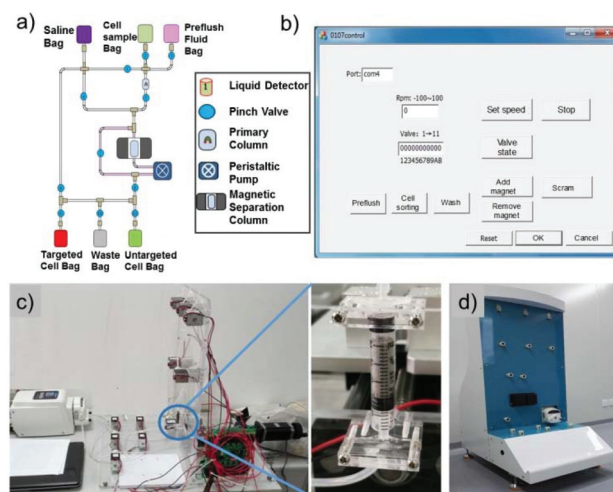 a)
Saline
Bag
Cell
sample
Bag
Preflush
Fluid
Bag
Targeted
Cell Bag
Waste
Bag
Untargeted
Cell Bag
Liquid Detector
Pinch Valve
Primary
Column
Peristaltic
Pump
Magnetic
Separation
Column
b)
0107control
Port: com4
Rpm: -100~100
0
Set speed
Stop
Valve: 1→11
00000000000
123456789AB
Valve
state
Add
magnet
Scram
Preflush
Cell
sorting
Wash
Remove
magnet
Reset
OK
Cancel
c)
d)